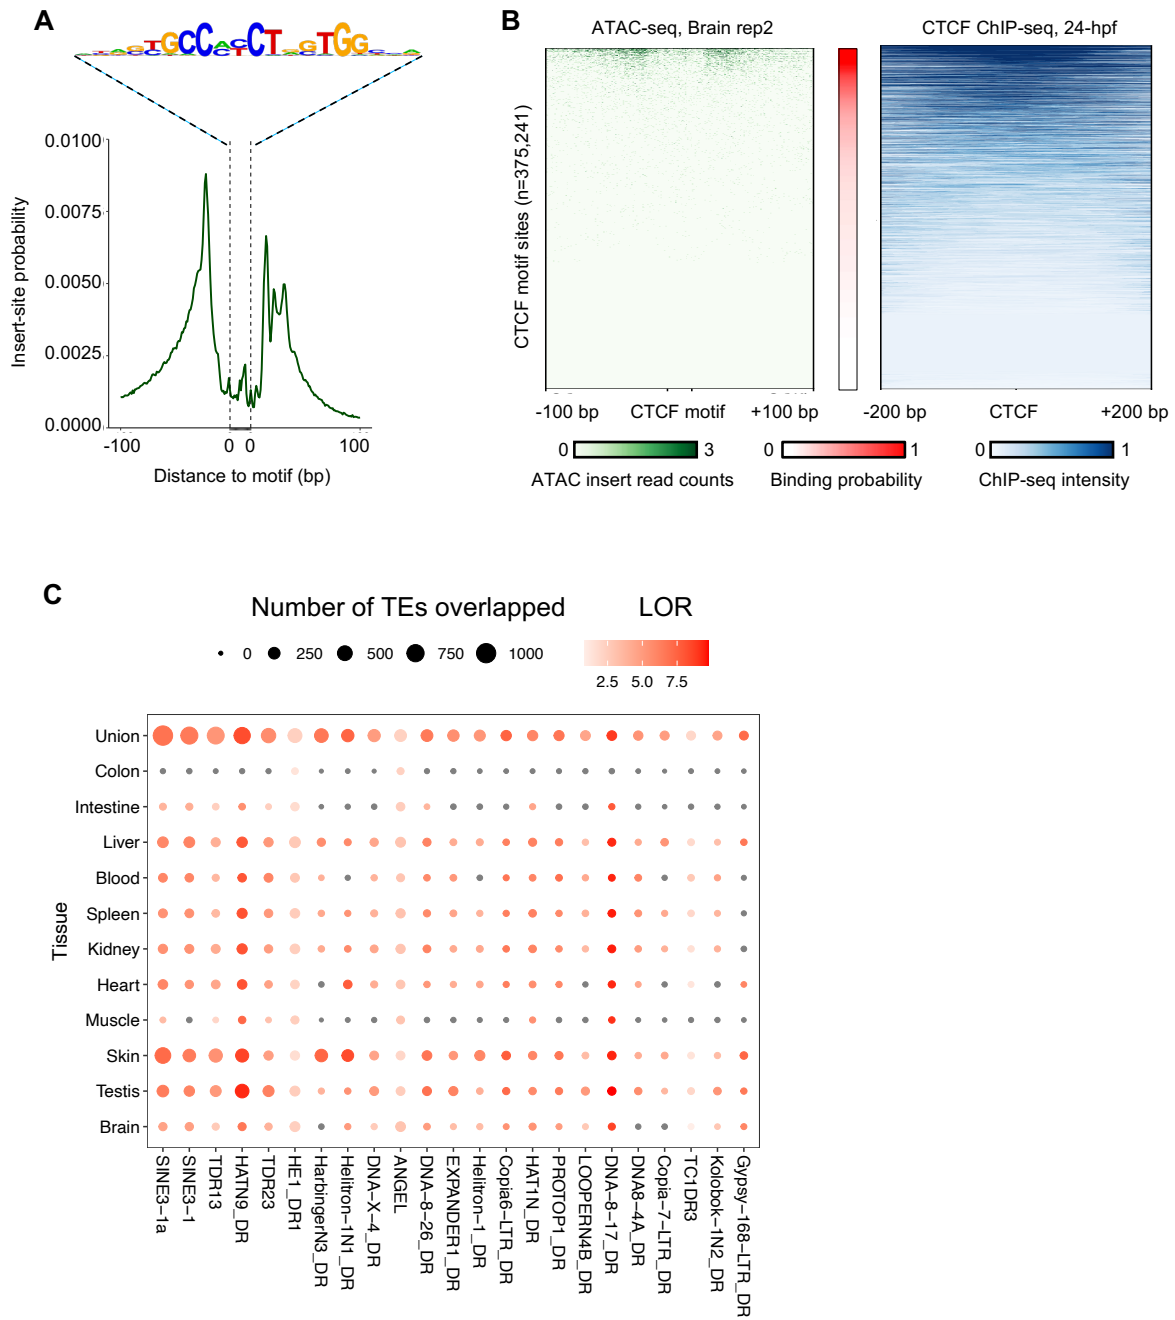 A
B
ATAC-seq, Brain rep2
CTCF ChIP-seq, 24-hpf
TGCC CT TGG
0.0100
0.0075
0.0050
0.0025
0.0000
Insert-site probability
-100
0
0
100
Distance to motif (bp)
CTCF motif sites (n=375,241)
-100 bp
CTCF motif
+100 bp
-200 bp
CTCF
+200 bp
0
3
0
1
0
1
ATAC insert read counts
Binding probability
ChIP-seq intensity
C
Number of TEs overlapped
LOR
0
250
500
750
1000
2.5
5.0
7.5
Tissue
Union
Colon
Intestine
Liver
Blood
Spleen
Kidney
Heart
Muscle
Skin
Testis
Brain
SINE3-1a
SINE3-1
TDR13
HATN9_DR
TDR23
HE1_DR1
HarbingerN3_DR
Helitron-1N1_DR
DNA-X-4_DR
ANGEL
DNA-8-26_DR
EXPANDER1_DR
Helitron-1_DR
Copia6-LTR_DR
HAT1N_DR
PROTOP1_DR
LOOPERN4B_DR
DNA-8-17_DR
DNA8-4A_DR
Copia-7-LTR_DR
TC1DR3
Kolobok-1N2_DR
Gypsy-168-LTR_DR